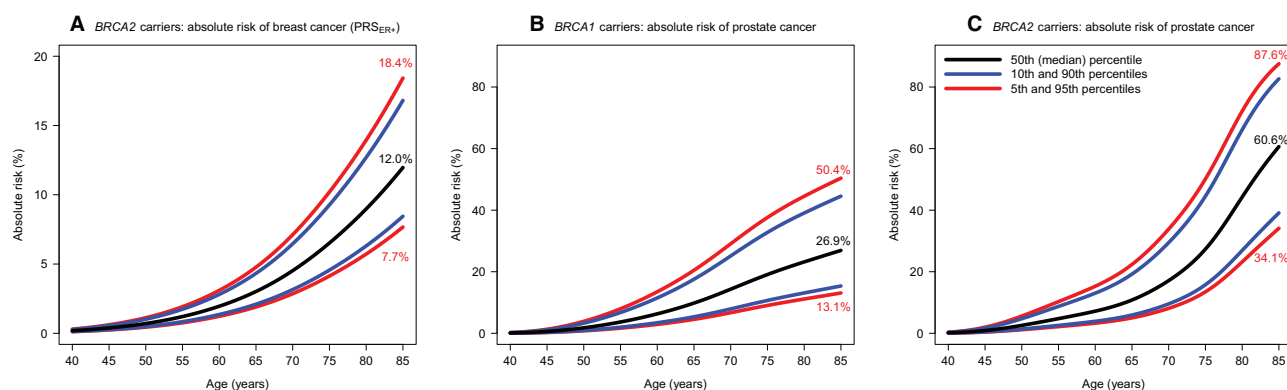 A BRCA2 carriers: absolute risk of breast cancer (PRSER+)
Absolute risk (%)
20
15
10
5
0
18.4%
12.0%
7.7%
40 45 50 55 60 65 70 75 80 85
Age (years)
B BRCA1 carriers: absolute risk of prostate cancer
Absolute risk (%)
80
60
40
20
0
50.4%
26.9%
13.1%
40 45 50 55 60 65 70 75 80 85
Age (years)
C BRCA2 carriers: absolute risk of prostate cancer
Absolute risk (%)
80
60
40
20
0
50th (median) percentile
10th and 90th percentiles
5th and 95th percentiles
87.6%
60.6%
34.1%
40 45 50 55 60 65 70 75 80 85
Age (years)